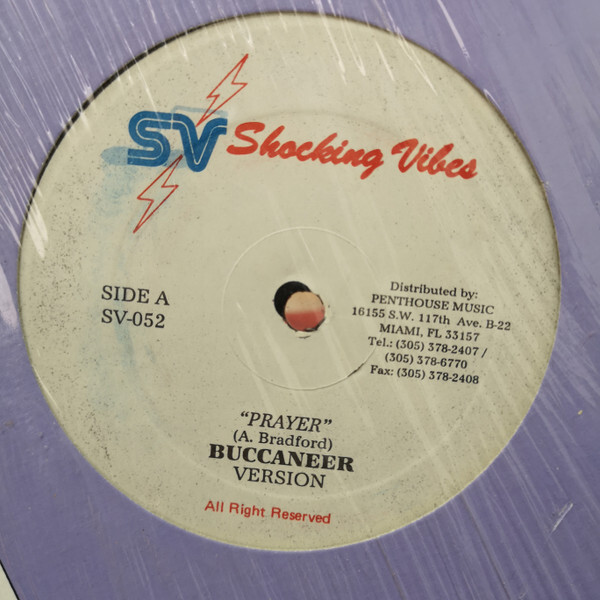 SV Shocking Vibes
SIDE A
SV-052
Distributed by:
PENTHOUSE MUSIC
16155 S.W. 117th Ave. B-22
MIAMI, FL 33157
Tel.: (305) 378-2407 /
(305) 378-6770
Fax: (305) 378-2408
"PRAYER"
(A. Bradford)
BUCCANEER
VERSION
All Right Reserved